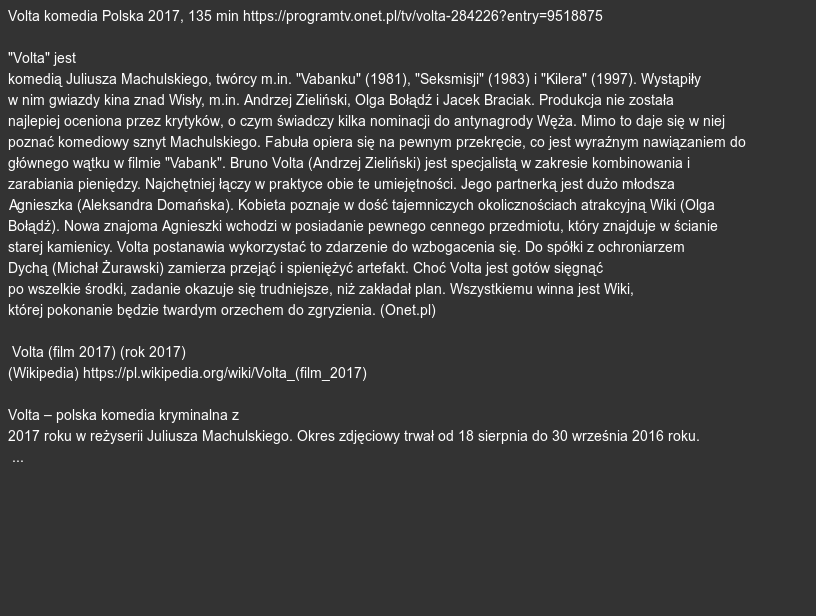 Volta komedia Polska 2017, 135 min https://programtv.onet.pl/tv/volta-284226?entry=9518875
"Volta" jest
komedią Juliusza Machulskiego, twórcy m.in. "Vabanku" (1981), "Seksmisji" (1983) i "Kilera" (1997). Wystąpiły
w nim gwiazdy kina znad Wisły, m.in. Andrzej Zieliński, Olga Bołądź i Jacek Braciak. Produkcja nie została
najlepiej oceniona przez krytyków, o czym świadczy kilka nominacji do antynagrody Węża. Mimo to daje się w niej
poznać komediowy sznyt Machulskiego. Fabuła opiera się na pewnym przekręcie, co jest wyraźnym nawiązaniem do
głównego wątku w filmie "Vabank". Bruno Volta (Andrzej Zieliński) jest specjalistą w zakresie kombinowania i
zarabiania pieniędzy. Najchętniej łączy w praktyce obie te umiejętności. Jego partnerką jest dużo młodsza
Agnieszka (Aleksandra Domańska). Kobieta poznaje w dość tajemniczych okolicznościach atrakcyjną Wiki (Olga
Bołądź). Nowa znajoma Agnieszki wchodzi w posiadanie pewnego cennego przedmiotu, który znajduje w ścianie
starej kamienicy. Volta postanawia wykorzystać to zdarzenie do wzbogacenia się. Do spółki z ochroniarzem
Dychą (Michał Żurawski) zamierza przejąć i spieniężyć artefakt. Choć Volta jest gotów sięgnąć
po wszelkie środki, zadanie okazuje się trudniejsze, niż zakładał plan. Wszystkiemu winna jest Wiki,
której pokonanie będzie twardym orzechem do zgryzienia. (Onet.pl)
Volta (film 2017) (rok 2017)
(Wikipedia) https://pl.wikipedia.org/wiki/Volta_(film_2017)
Volta – polska komedia kryminalna z
2017 roku w reżyserii Juliusza Machulskiego. Okres zdjęciowy trwał od 18 sierpnia do 30 września 2016 roku.
...